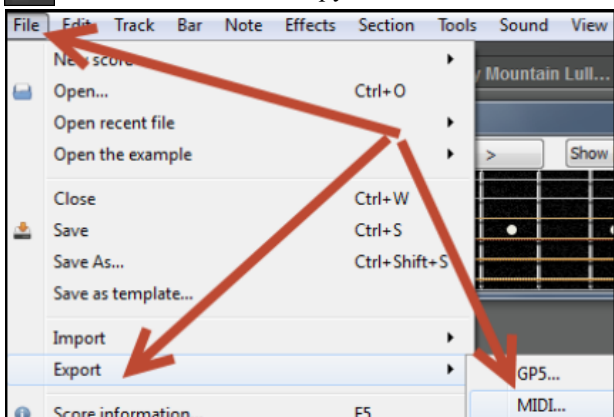 File Edit Track Bar Note Effects Section Tools Sound View
New score
Mountain Lull...
Open... Ctrl+O
Open recent file
Open the example
> Show
Close Ctrl+W
Save Ctrl+S
Save As... Ctrl+Shift+S
Save as template...
Import
Export
GP5...
MIDI...
Score information... F5